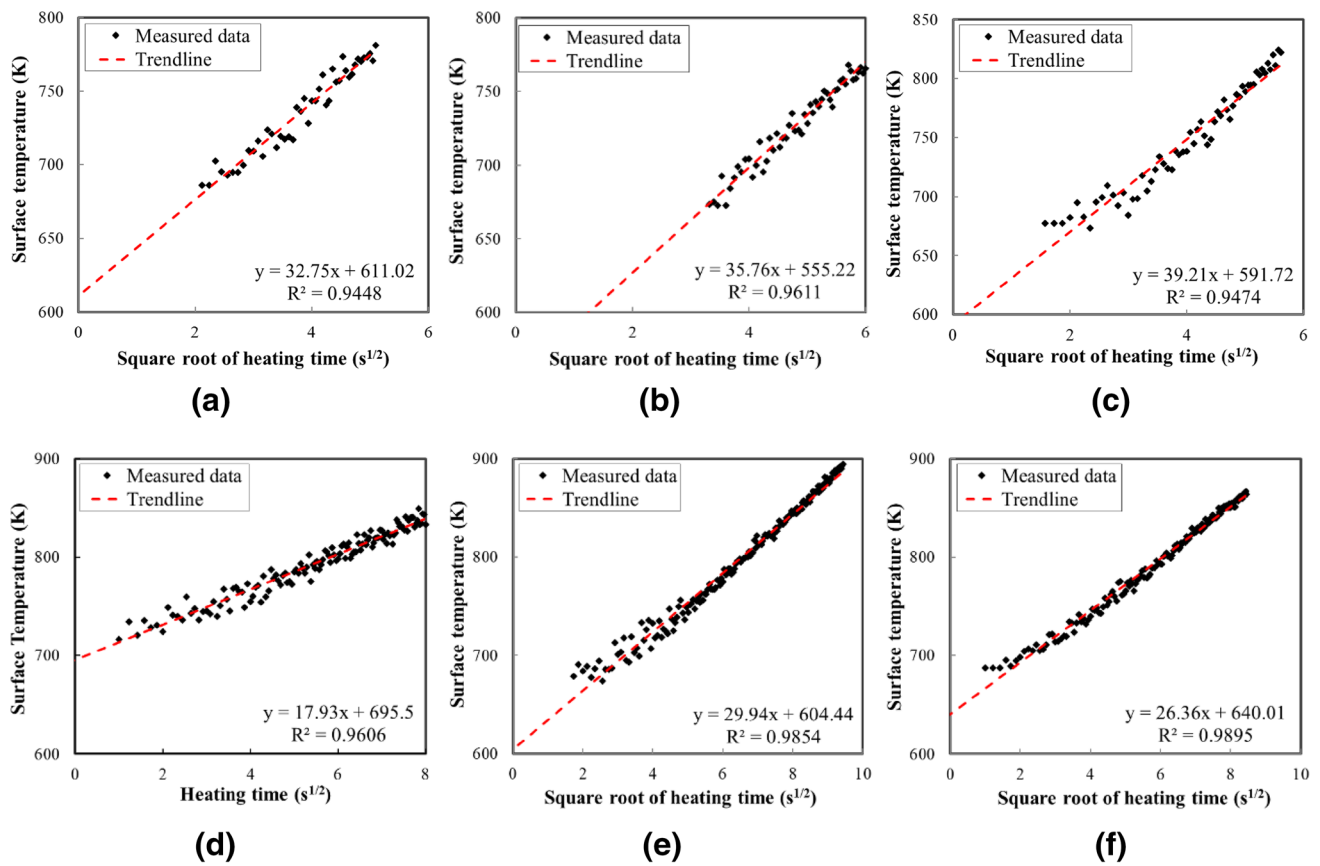 Surface temperature (K)
800
750
700
650
600
Measured data
Trendline
y = 32.75x + 611.02
R² = 0.9448
0 2 4 6
Square root of heating time (s1/2)
(a)
Surface temperature (K)
800
750
700
650
600
Measured data
Trendline
y = 35.76x + 555.22
R² = 0.9611
0 2 4 6
Square root of heating time (s1/2)
(b)
Surface temperature (K)
850
800
750
700
650
600
Measured data
Trendline
y = 39.21x + 591.72
R² = 0.9474
0 2 4 6
Square root of heating time (s1/2)
(c)
Surface Temperature (K)
900
800
700
600
Measured data
Trendline
y = 17.93x + 695.5
R² = 0.9606
0 2 4 6 8
Heating time (s1/2)
(d)
Surface temperature (K)
900
800
700
600
Measured data
Trendline
y = 29.94x + 604.44
R² = 0.9854
0 2 4 6 8 10
Square root of heating time (s1/2)
(e)
Surface temperature (K)
900
800
700
600
Measured data
Trendline
y = 26.36x + 640.01
R² = 0.9895
0 2 4 6 8 10
Square root of heating time (s1/2)
(f)